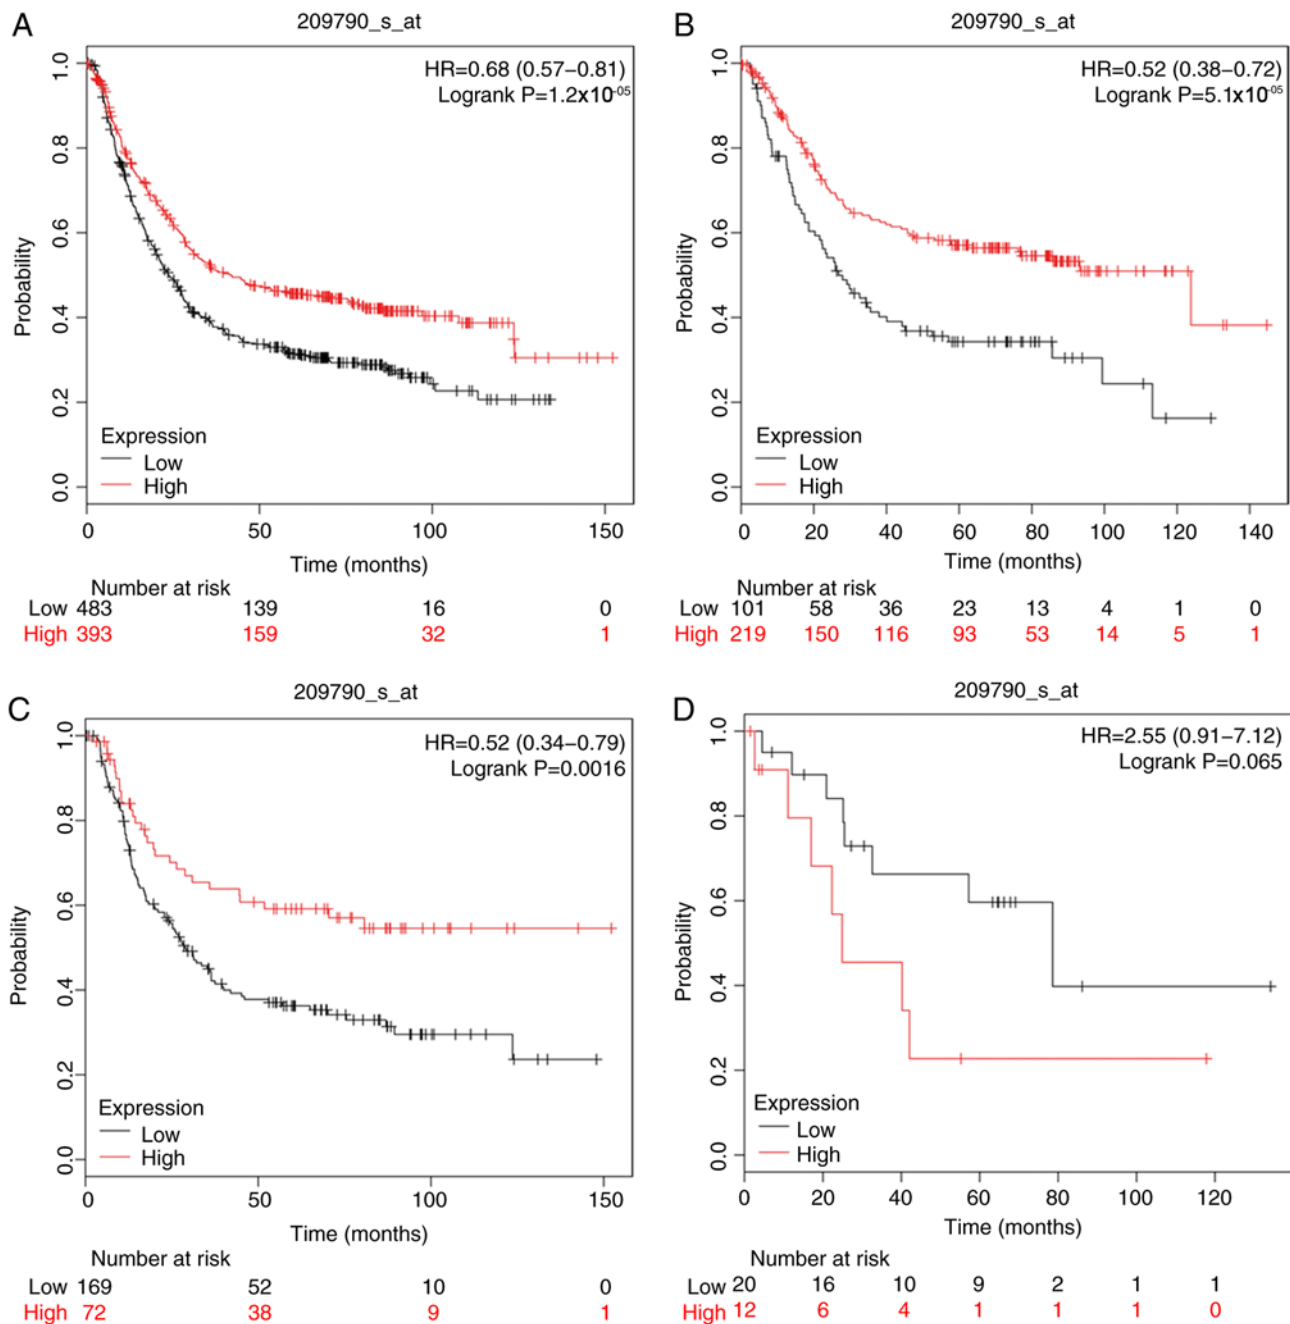 A
209790_s_at
HR=0.68 (0.57–0.81)
Logrank P=1.2x10-05
Probability
1.0
0.8
0.6
0.4
0.2
0.0
Expression
Low
High
0 50 100 150
Time (months)
Number at risk
Low 483 139 16 0
High 393 159 32 1
B
209790_s_at
HR=0.52 (0.38–0.72)
Logrank P=5.1x10-05
Probability
1.0
0.8
0.6
0.4
0.2
0.0
Expression
Low
High
0 20 40 60 80 100 120 140
Time (months)
Number at risk
Low 101 58 36 23 13 4 1 0
High 219 150 116 93 53 14 5 1
C
209790_s_at
HR=0.52 (0.34–0.79)
Logrank P=0.0016
Probability
1.0
0.8
0.6
0.4
0.2
0.0
Expression
Low
High
0 50 100 150
Time (months)
Number at risk
Low 169 52 10 0
High 72 38 9 1
D
209790_s_at
HR=2.55 (0.91–7.12)
Logrank P=0.065
Probability
1.0
0.8
0.6
0.4
0.2
0.0
Expression
Low
High
0 20 40 60 80 100 120
Time (months)
Number at risk
Low 20 16 10 9 2 1 1
High 12 6 4 1 1 1 0